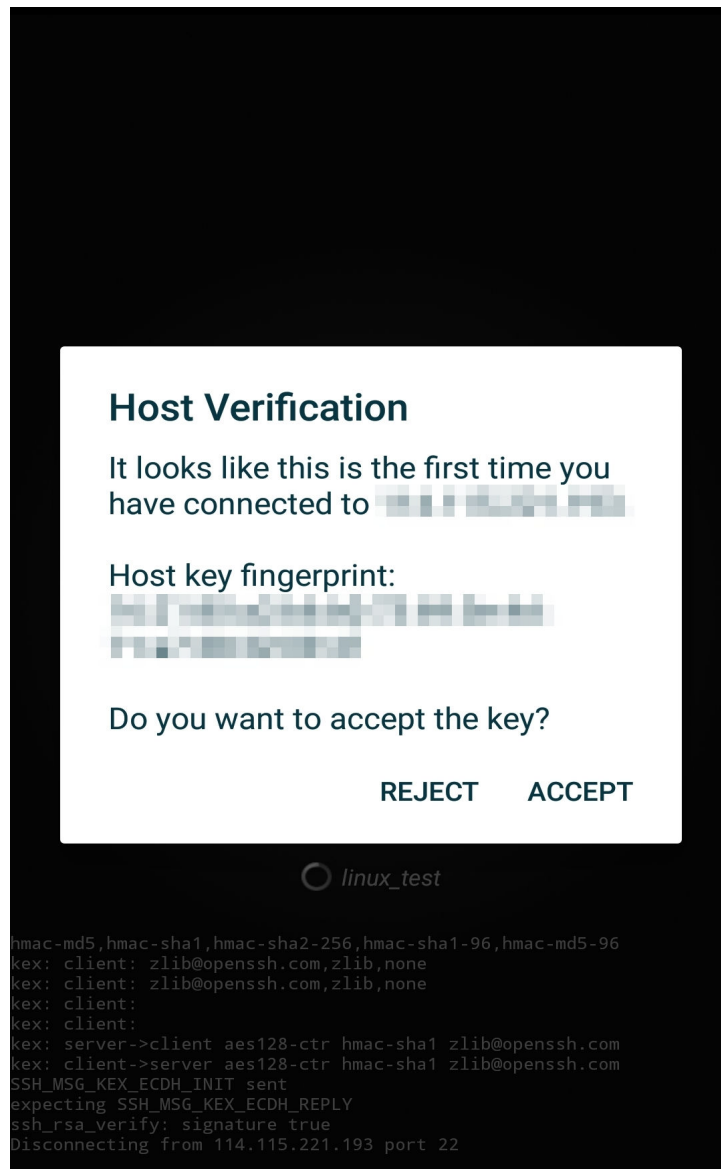 Host Verification
It looks like this is the first time you
have connected to
Host key fingerprint:
Do you want to accept the key?
REJECT ACCEPT
linux_test
hmac-md5,hmac-sha1,hmac-sha2-256,hmac-sha1-96,hmac-md5-96
kex: client: zlib@openssh.com,zlib,none
kex: client: zlib@openssh.com,zlib,none
kex: client:
kex: client:
kex: server->client aes128-ctr hmac-sha1 zlib@openssh.com
kex: client->server aes128-ctr hmac-sha1 zlib@openssh.com
SSH_MSG_KEX_ECDH_INIT sent
expecting SSH_MSG_KEX_ECDH_REPLY
ssh_rsa_verify: signature true
Disconnecting from 114.115.221.193 port 22